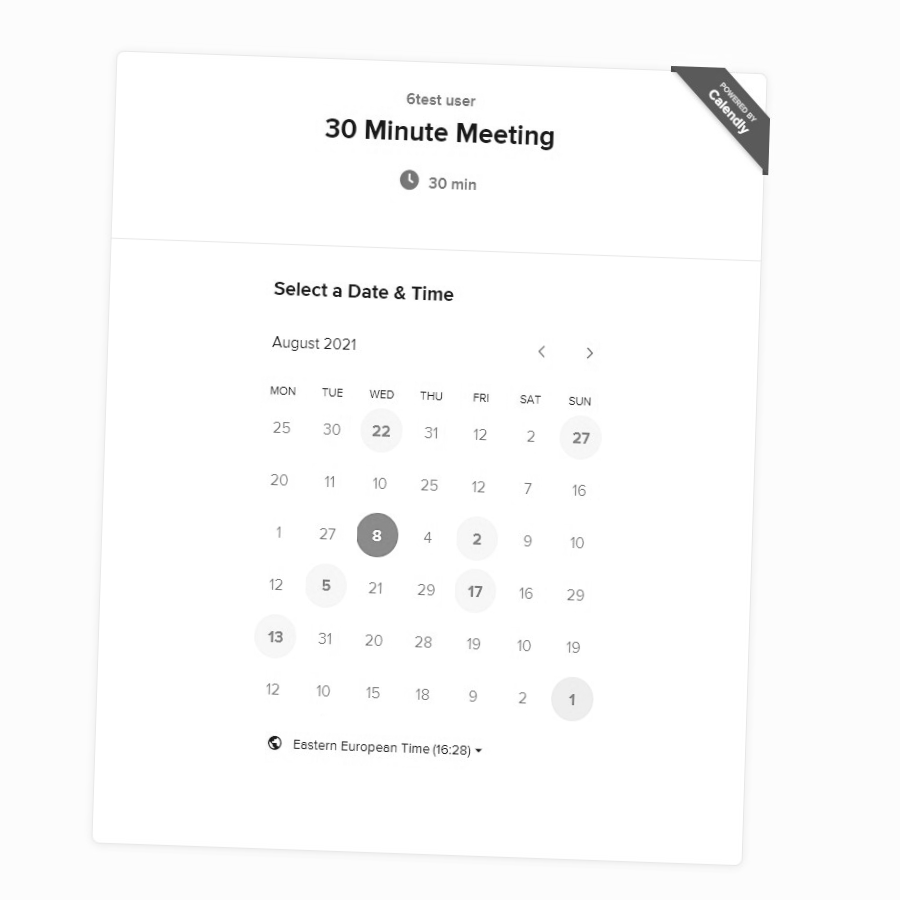 6test user
30 Minute Meeting
30 min
POWERED BY
Calendly
Select a Date & Time
August 2021
MON TUE WED THU FRI SAT SUN
25 30 22 31 12 2 27
20 11 10 25 12 7 16
1 27 8 4 2 9 10
12 5 21 29 17 16 29
13 31 20 28 19 10 19
12 10 15 18 9 2 1
Eastern European Time (16:28)